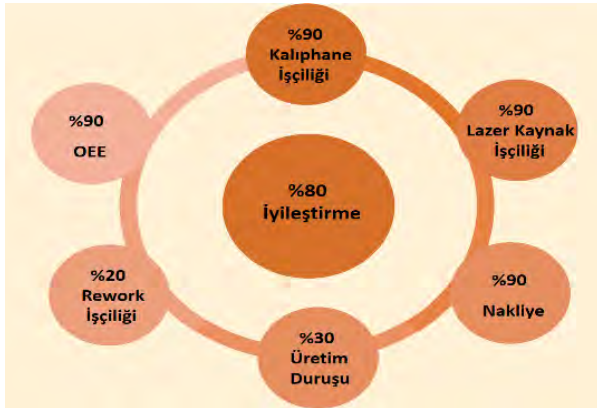 %90
Kalıphane
İşçiliği
%90
Lazer Kaynak
İşçiliği
%90
Nakliye
%30
Üretim
Duruşu
%20
Rework
İşçiliği
%90
OEE
%80
İyileştirme